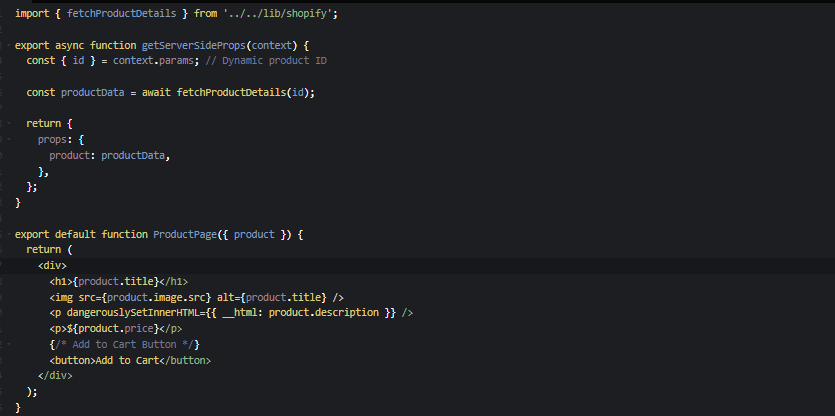 import { fetchProductDetails } from '../../lib/shopify';
export async function getServerSideProps(context) {
const { id } = context.params; // Dynamic product ID
const productData = await fetchProductDetails(id);
return {
props: {
product: productData,
},
};
}
export default function ProductPage({ product }) {
return (
<div>
<h1>{product.title}</h1>
<img src={product.image.src} alt={product.title} />
<p dangerouslySetInnerHTML={{ __html: product.description }} />
<p>${product.price}</p>
{/* Add to Cart Button */}
<button>Add to Cart</button>
</div>
);
}